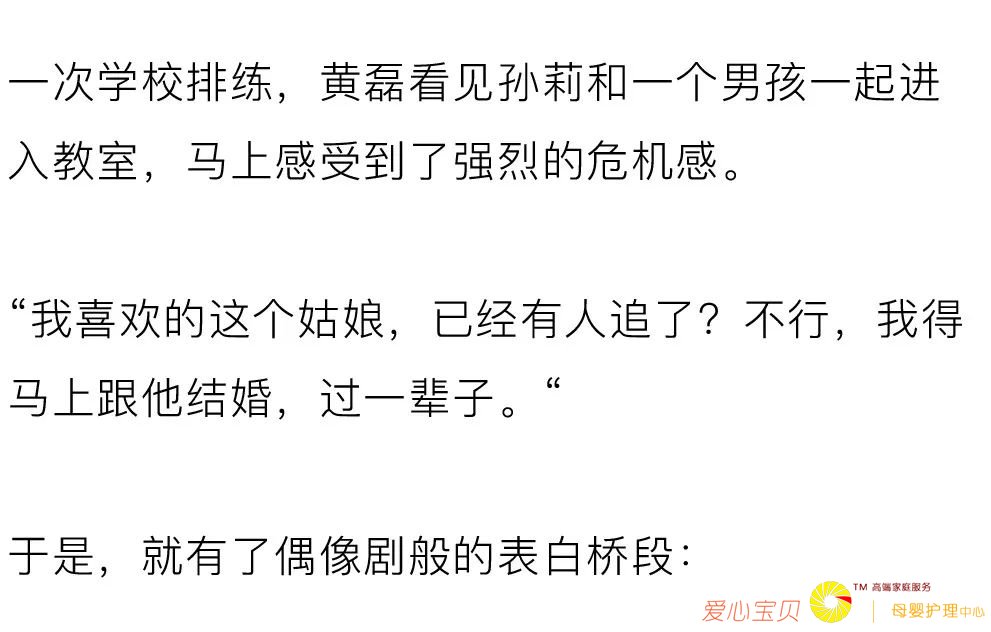 一次学校排练，黄磊看见孙莉和一个男孩一起进
入教室，马上感受到了强烈的危机感。
“我喜欢的这个姑娘，已经有人追了？不行，我得
马上跟他结婚，过一辈子。“
于是，就有了偶像剧般的表白桥段：
爱心宝贝 TM 高端家庭服务
母婴护理中心